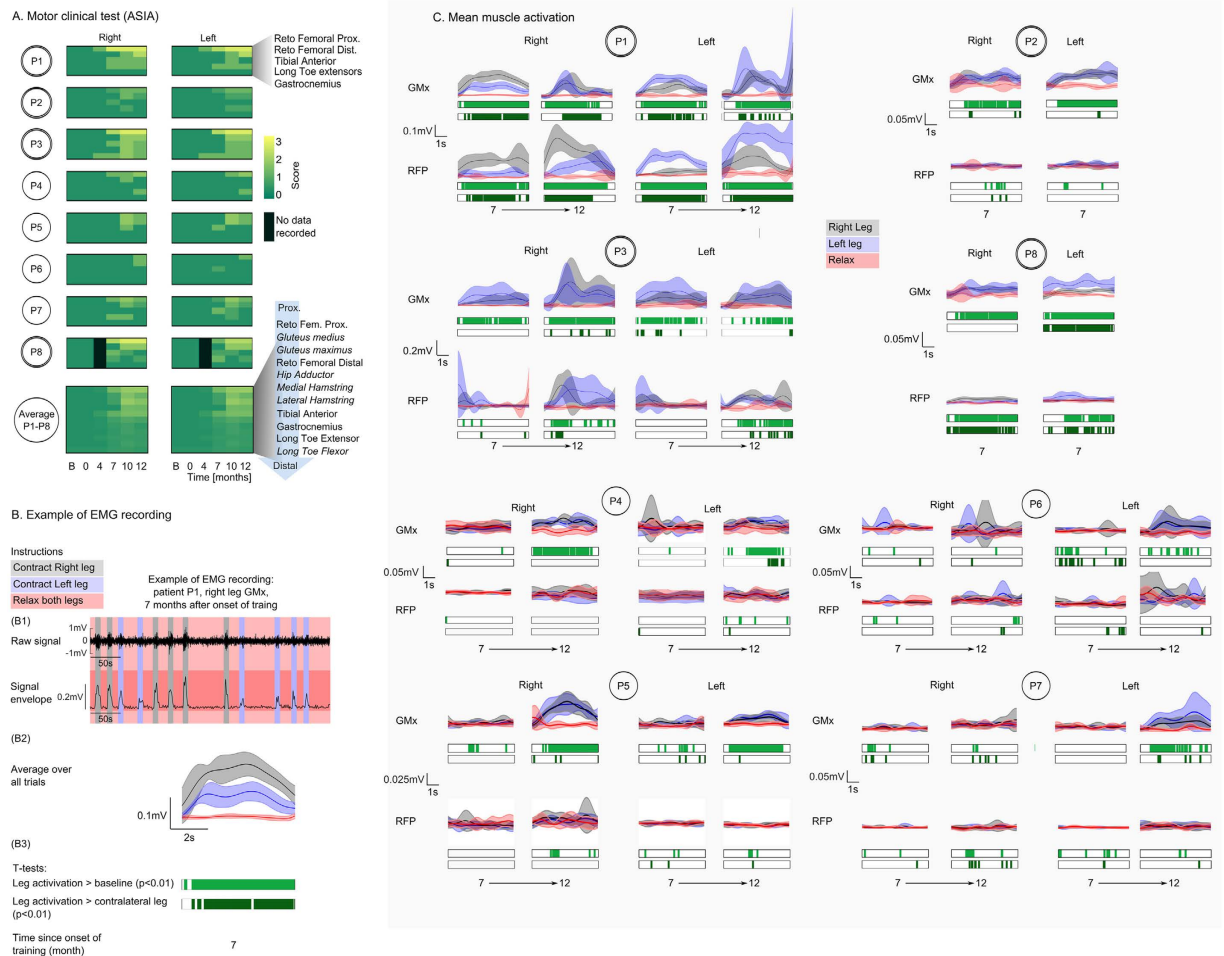 A. Motor clinical test (ASIA)
Right
Left
P1
P2
P3
P4
P5
P6
P7
P8
Average
P1-P8
Reto Femoral Prox.
Reto Femoral Dist.
Tibial Anterior
Long Toe extensors
Gastrocnemius
3
2
1
0
Score
No data
recorded
Prox.
Reto Fem. Prox.
Gluteus medius
Gluteus maximus
Reto Femoral Distal
Hip Adductor
Medial Hamstring
Lateral Hamstring
Tibial Anterior
Gastrocnemius
Long Toe Extensor
Long Toe Flexor
Distal
B 0 4 7 10 12
B 0 4 7 10 12
Time [months]
B. Example of EMG recording
Instructions
Contract Right leg
Contract Left leg
Relax both legs
Example of EMG recording:
patient P1, right leg GMx,
7 months after onset of traing
(B1)
Raw signal
1mV
0
-1mV
50s
Signal
envelope
0.2mV
50s
(B2)
Average over
all trials
0.1mV
2s
(B3)
T-tests:
Leg activivation > baseline (p<0.01)
Leg activivation > contralateral leg
(p<0.01)
Time since onset of
training (month)
7
C. Mean muscle activation
Right
P1
Left
GMx
0.1mV
1s
RFP
7 12
7 12
Right
P2
Left
GMx
0.05mV
1s
RFP
7
7
Right Leg
Left leg
Relax
Right
P3
Left
GMx
0.2mV
1s
RFP
7 12
7 12
Right
P8
Left
GMx
0.05mV
1s
RFP
7
7
Right
P4
Left
GMx
0.05mV
1s
RFP
7 12
7 12
Right
P6
Left
GMx
0.05mV
1s
RFP
7 12
7 12
Right
P5
Left
GMx
0.025mV
1s
RFP
7 12
7 12
Right
P7
Left
GMx
0.05mV
1s
RFP
7 12
7 12